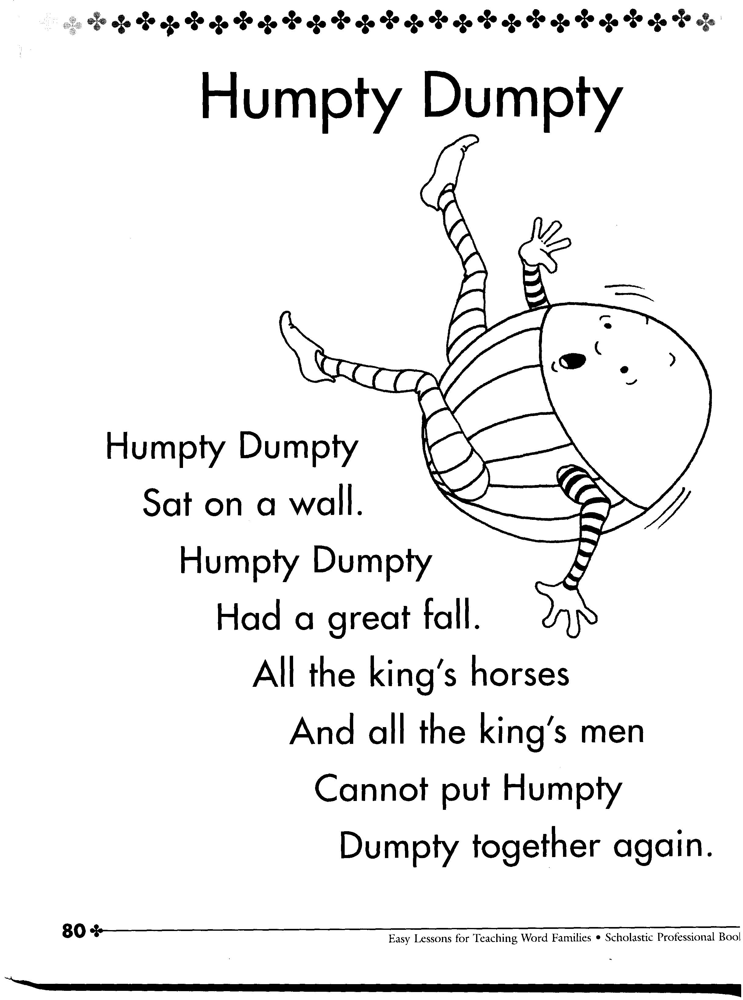 Humpty Dumpty
Humpty Dumpty
Sat on a wall.
Humpty Dumpty
Had a great fall.
All the king's horses
And all the king's men
Cannot put Humpty
Dumpty together again.
80
Easy Lessons for Teaching Word Families • Scholastic Professional